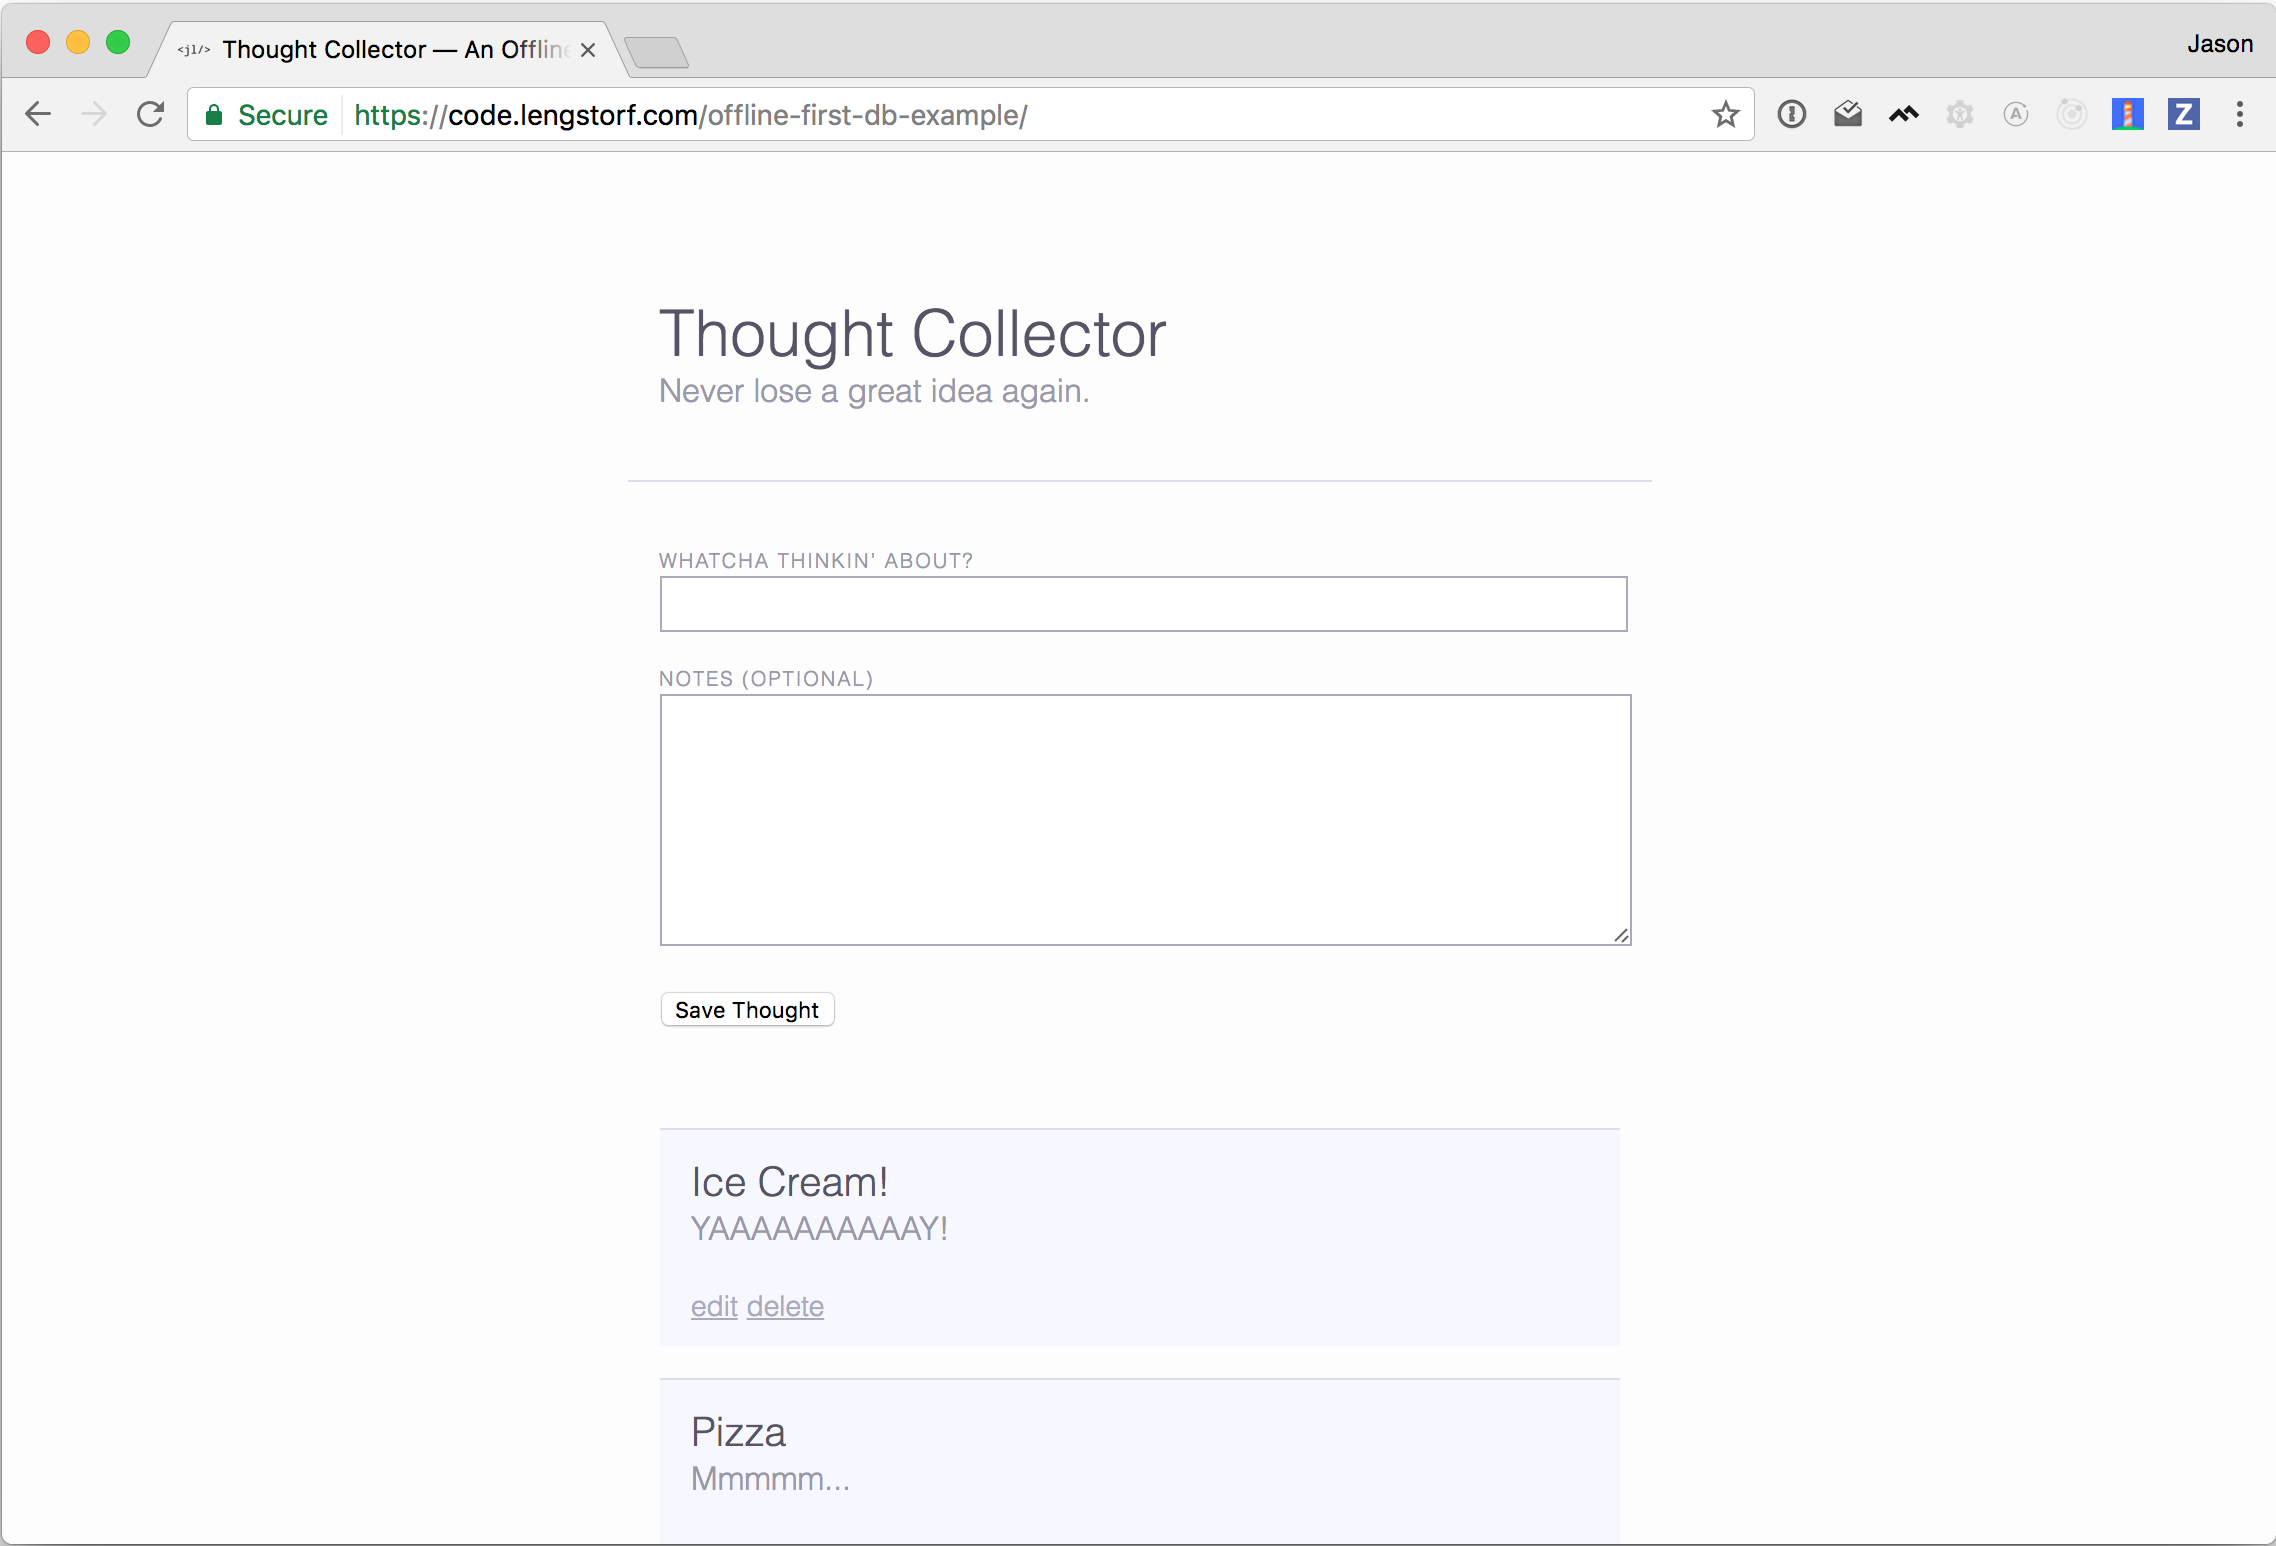 <jl/> Thought Collector — An Offline
Jason
Secure https://code.lengstorf.com/offline-first-db-example/
A
Z
Thought Collector
Never lose a great idea again.
WHATCHA THINKIN’ ABOUT?
NOTES (OPTIONAL)
Save Thought
Ice Cream!
YAAAAAAAAAAY!
edit delete
Pizza
Mmmmm...